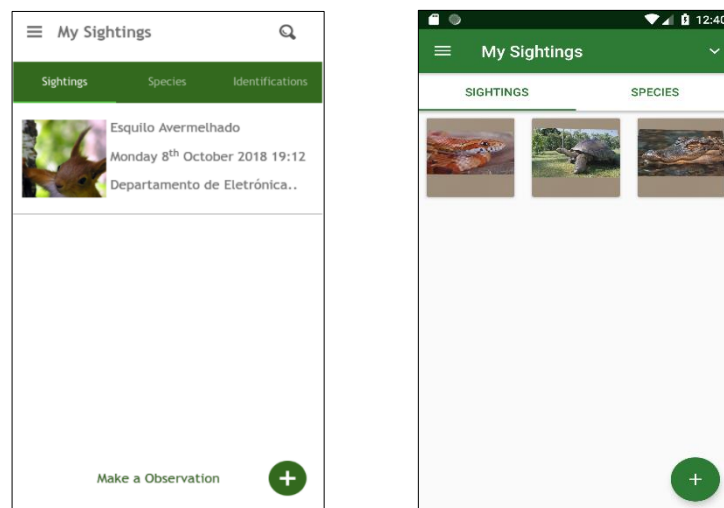 My Sightings
Sightings Species Identifications
Esquilo Avermelhado
Monday 8th October 2018 19:12
Departamento de Eletrónica..
Make a Observation
12:40
My Sightings
SIGHTINGS SPECIES